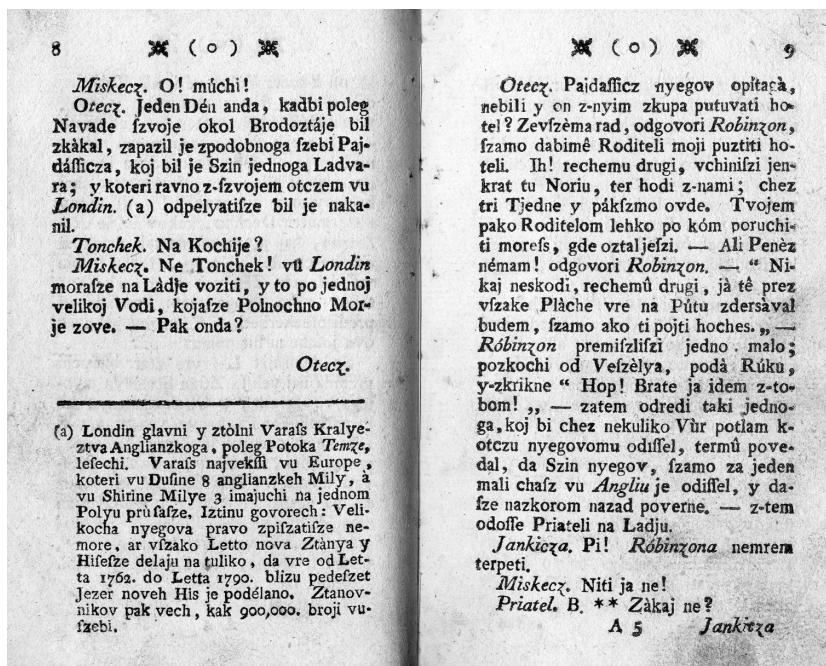 8 ( o )
Miskecz. O! múchi!
Otecz. Jeden Dén anda, kadbi poleg
Navade ſzvoje okol Brodoztáje bil
zkàkal, zapazil je zpodobnoga ſzebi Paj-
dáſſicza, koj bil je Szin jednoga Ladva-
ra; y koteri ravno z-ſzvojem otczem vu
Londin. (a) odpelyatiſze bil je naka-
nil.
Tonchek. Na Kochije?
Miskecz. Ne Tonchek! vu Londin
moraſze na Làdje voziti, y to po jednoj
velikoj Vodi, kojaſze Polnochno Mor-
je zove. — Pak onda?
Otecz.
(a) Londin glavni y ztòlni Varaſs Kralye-
ztva Anglianzkoga, poleg Potoka Temze,
leſechi. Varaſs najvekſſi vu Europe,
koteri vu Duſine 8 anglianzkeh Mily, à
vu Shirine Milye 3 imajuchi na jednom
Polyu prùſaſze. Iztinu govorech: Veli-
kocha nyegova pravo zpiſzatiſze ne-
more, ar vſzako Letto nova Ztànya y
Hiſeſze delaju na tuliko, da vre od Let-
ta 1762. do Letta 1790. blizu pedeſzet
Jezer noveh His je podélano. Ztanov-
nikov pak vech, kak 900,000. broji vu-
ſzebi.
( o ) 9
Otecz. Pajdaſſicz nyegov opítaçà,
nebili y on z-nyim zkupa putuvati ho-
tel? Zevſzèma rad, odgovori Robinzon,
ſzamo dabimê Roditeli moji puztiti ho-
teli. Ih! rechemu drugi, vchiniſzi jen-
krat tu Noriu, ter hodi z-nami; chez
tri Tjedne y pákſzmo ovde. Tvojem
pako Roditelom lehko po kóm poruchi-
ti moreſs, gde oztal jeſzi. — Ali Penèz
némam! odgovori Robinzon. — “ Ni-
kaj neskodi, rechemû drugi, jà tê prez
vſzake Plàche vre na Pútu zdersàval
budem, ſzamo ako ti pojti hoches. „ —
Róbinzon premiſzliſzi jedno malo;
pozkochi od Veſzèlya, podà Rúku,
y-zkrikne “ Hop! Brate ja idem z-to-
bom! „ — zatem odredi taki jedno-
ga, koj bi chez nekuliko Vûr potlam k-
otczu nyegovomu odiſſel, termû pove-
dal, da Szin nyegov, ſzamo za jeden
mali chaſz vu Angliu je odiſſel, y da-
ſze nazkorom nazad poverne. — z-tem
odoſſe Priateli na Ladju.
Jankicza. Pi! Róbinzona nemrem
terpeti.
Miskecz. Niti ja ne!
Priatel. B. ** Zàkaj ne?
A 5 Jankicza